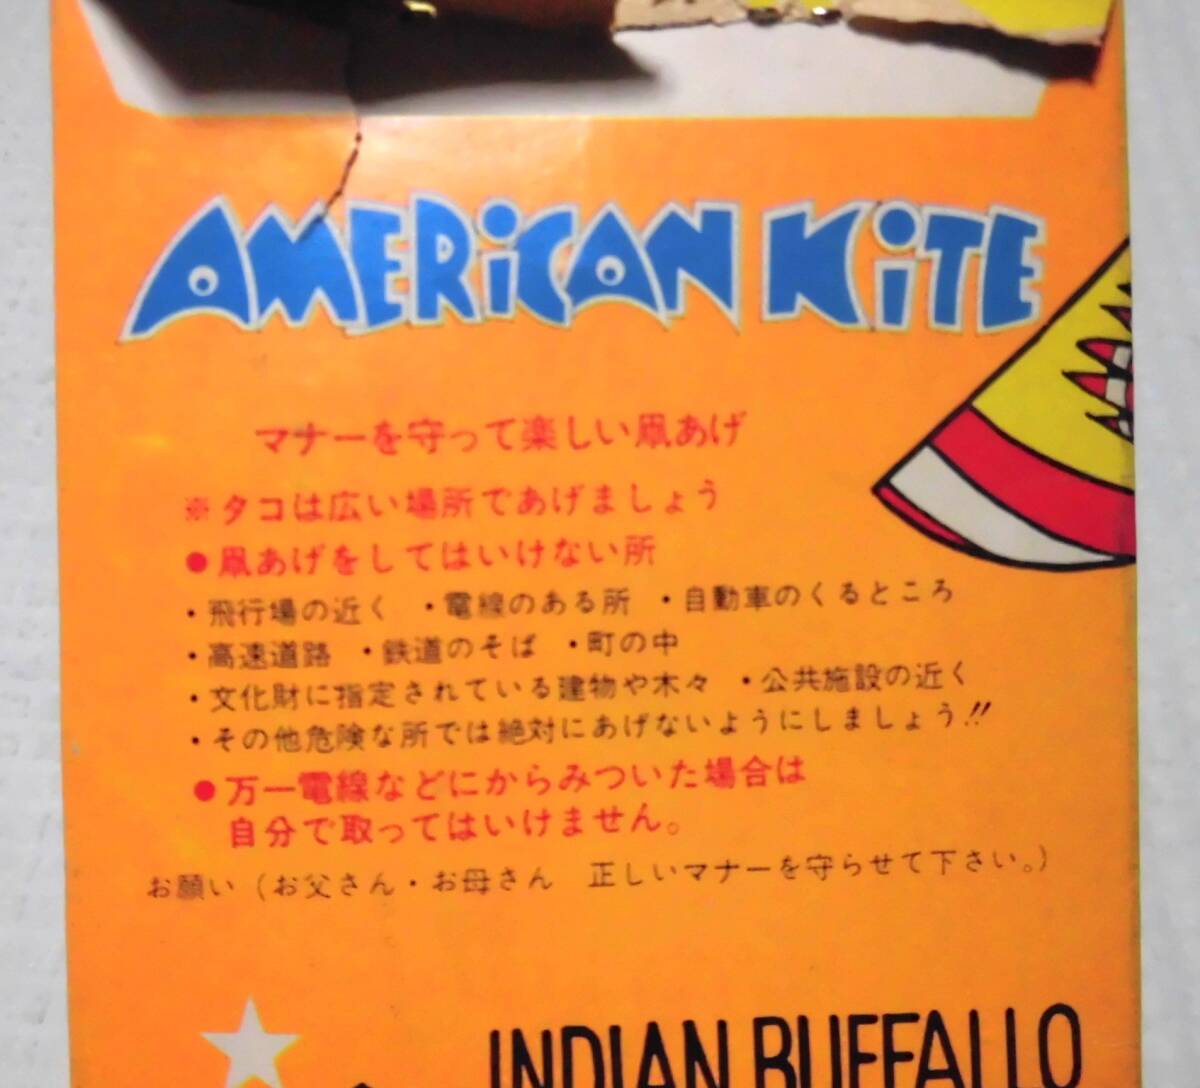 AMERiCAN KiTE
マナーを守って楽しい凧あげ
※タコは広い場所であげましょう
●凧あげをしてはいけない所
・飛行場の近く ・電線のある所 ・自動車のくるところ
・高速道路 ・鉄道のそば ・町の中
・文化財に指定されている建物や木々 ・公共施設の近く
・その他危険な所では絶対にあげないようにしましょう!!
●万一電線などにからみついた場合は
自分で取ってはいけません。
お願い（お父さん・お母さん 正しいマナーを守らせて下さい。）
INDIAN BUFFALLO